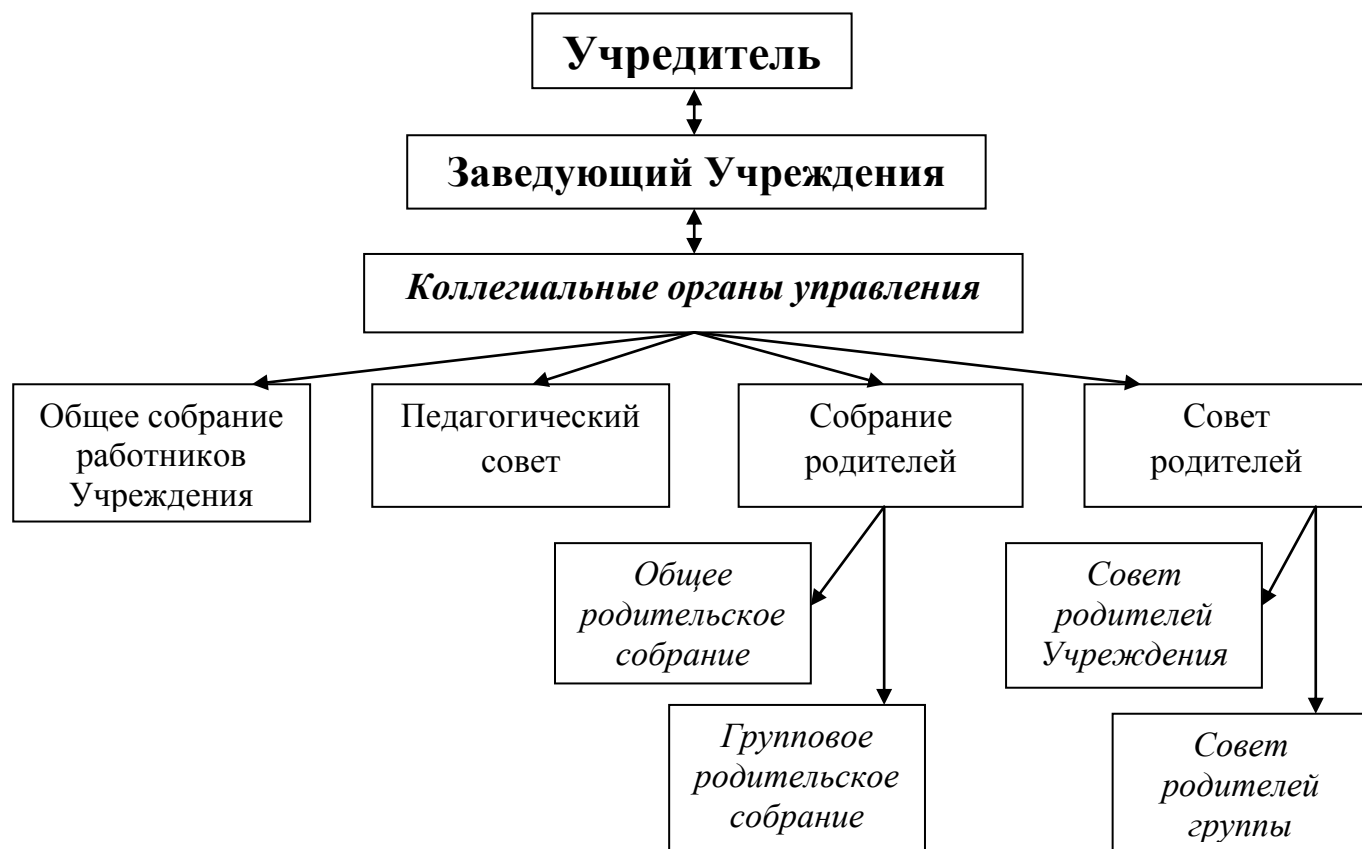 Учредитель
Заведующий Учреждения
Коллегиальные органы управления
Общее собрание
работников
Учреждения
Педагогический
совет
Собрание
родителей
Совет
родителей
Общее
родительское
собрание
Совет
родителей
Учреждения
Групповое
родительское
собрание
Совет
родителей
группы